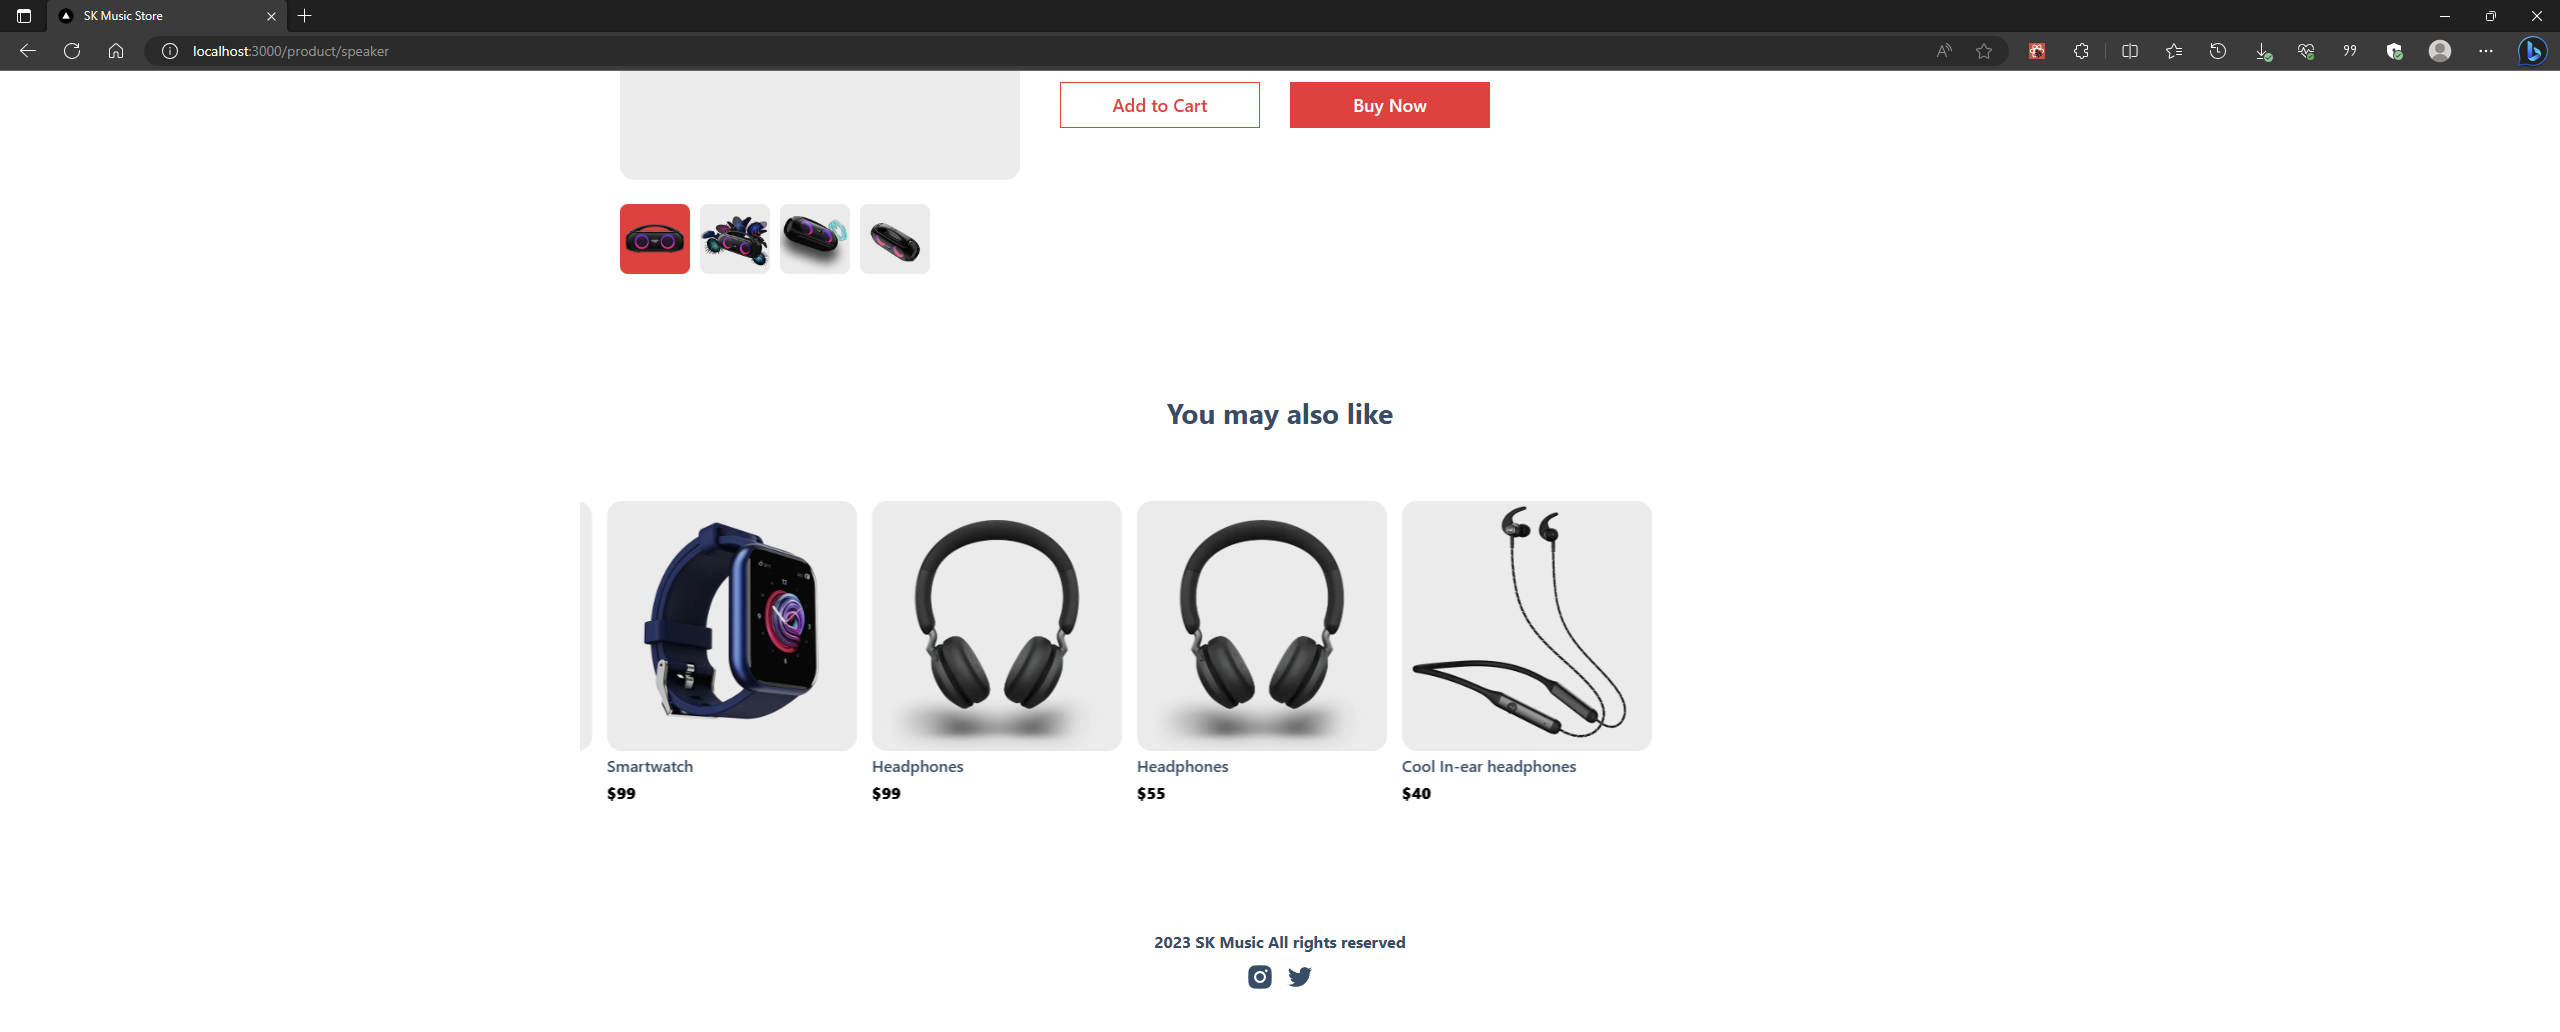 SK Music Store
localhost:3000/product/speaker
Add to Cart
Buy Now
You may also like
Smartwatch
$99
Headphones
$99
Headphones
$55
Cool In-ear headphones
$40
2023 SK Music All rights reserved